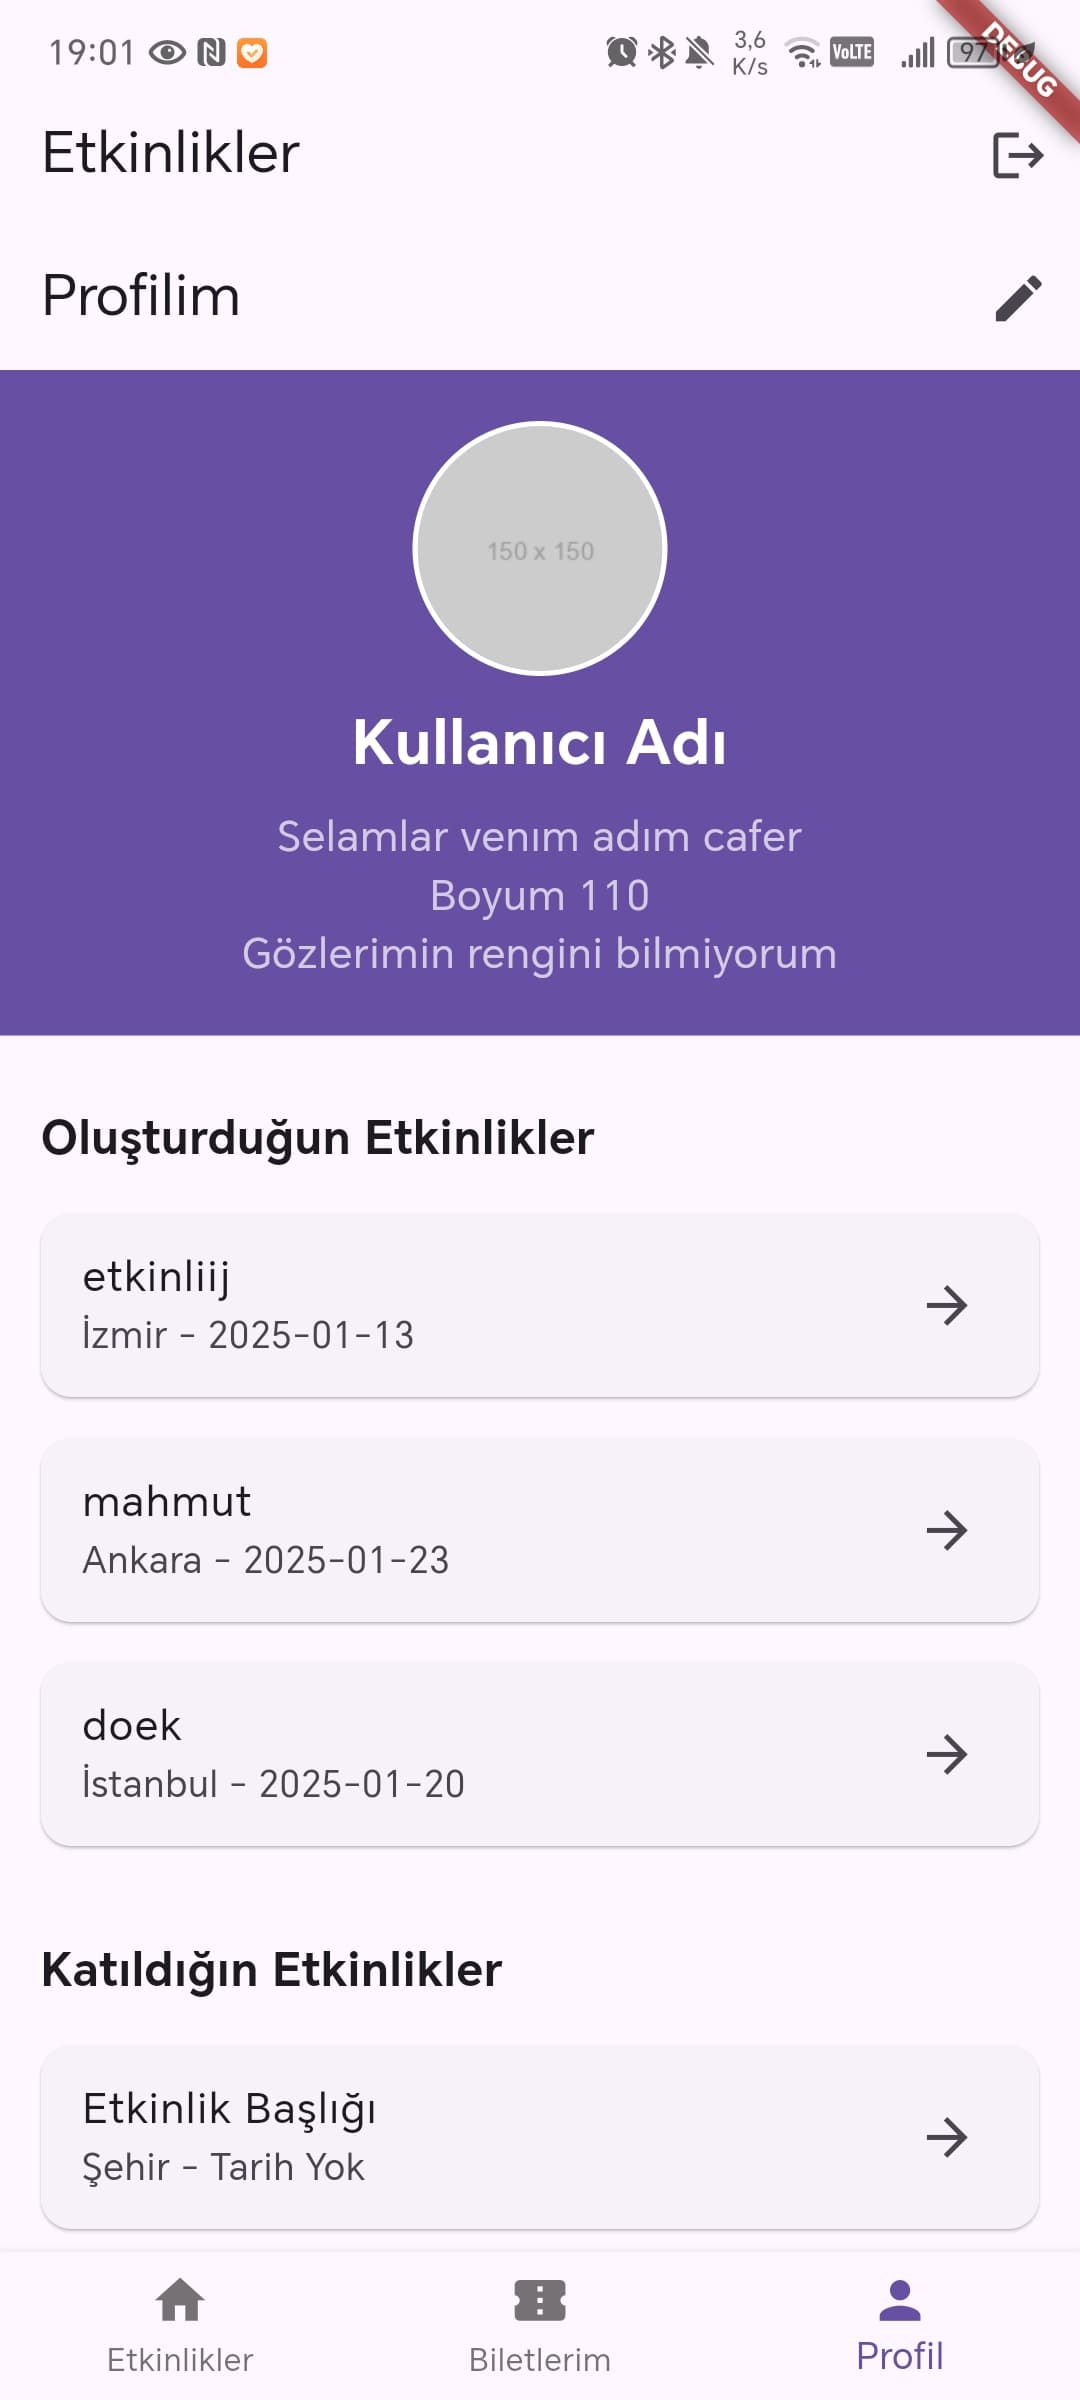 19:01
3,6
K/s
VoLTE
97
DEBUG
Etkinlikler
Profilim
150 x 150
Kullanıcı Adı
Selamlar venım adım cafer
Boyum 110
Gözlerimin rengini bilmiyorum
Oluşturduğun Etkinlikler
etkinliij
İzmir - 2025-01-13
mahmut
Ankara - 2025-01-23
doek
İstanbul - 2025-01-20
Katıldığın Etkinlikler
Etkinlik Başlığı
Şehir - Tarih Yok
Etkinlikler
Biletlerim
Profil